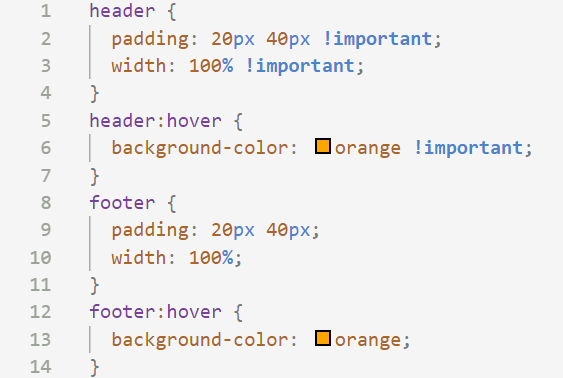 1 header {
2 padding: 20px 40px !important;
3 width: 100% !important;
4 }
5 header:hover {
6 background-color: orange !important;
7 }
8 footer {
9 padding: 20px 40px;
10 width: 100%;
11 }
12 footer:hover {
13 background-color: orange;
14 }